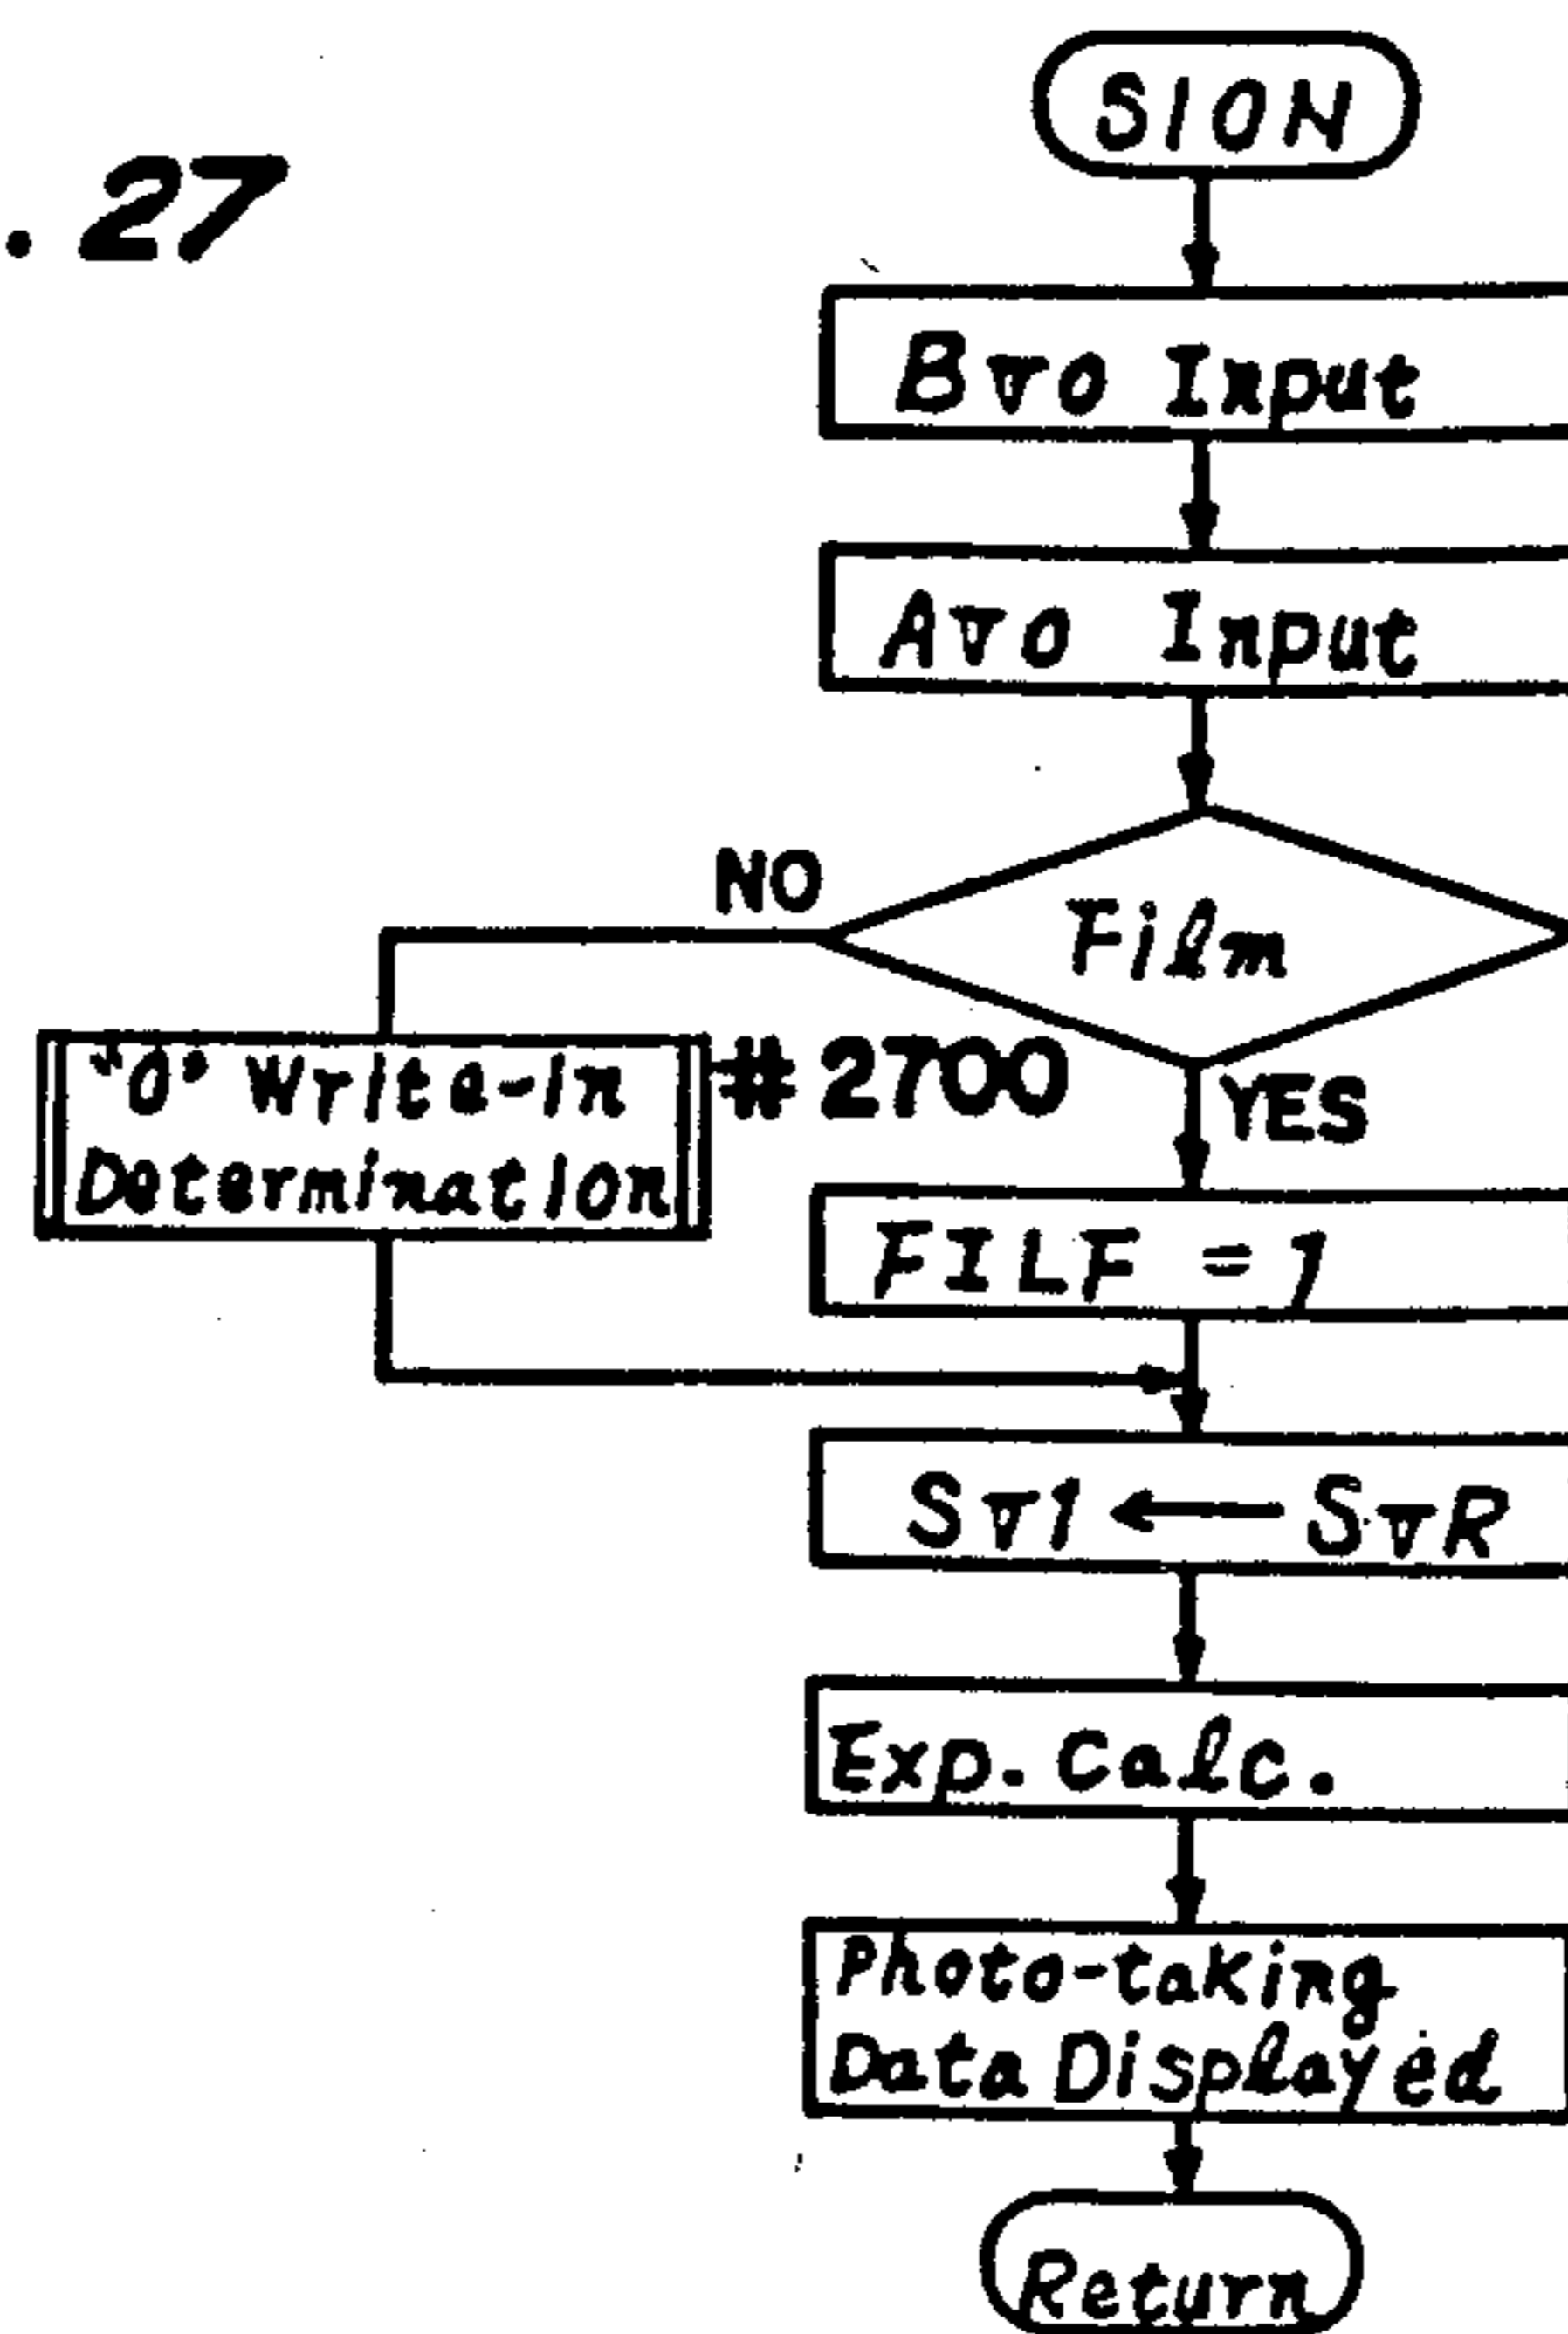 . 27
SION
Bvo Input
Avo Input
Film
NO
YES
"0" Write-In
Determination
# 2700
FILF = 1
Sv1 ← SvR
Exp. Calc.
Photo-taking
Data Displayed
Return